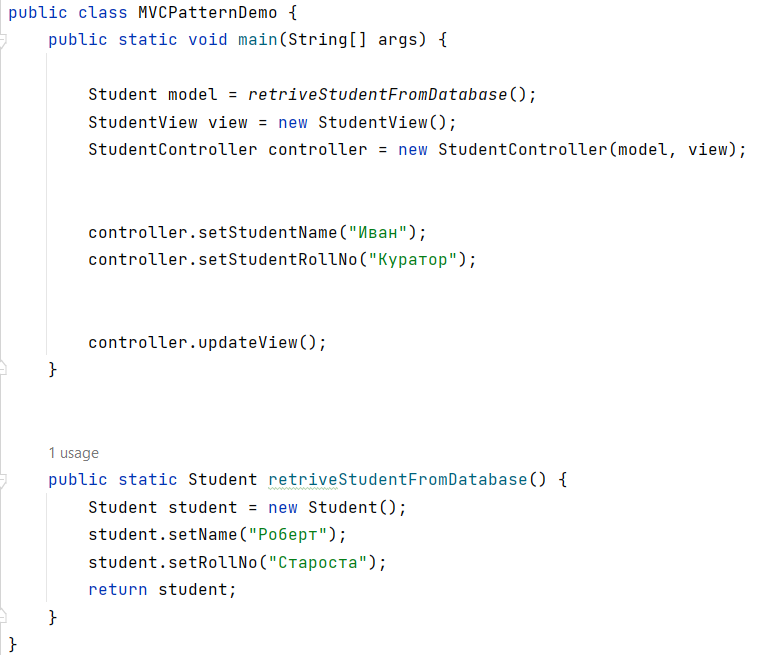 public class MVCPatternDemo {
    public static void main(String[] args) {
        Student model = retriveStudentFromDatabase();
        StudentView view = new StudentView();
        StudentController controller = new StudentController(model, view);
        controller.setStudentName("Иван");
        controller.setStudentRollNo("Куратор");
        controller.updateView();
    }
    1 usage
    public static Student retriveStudentFromDatabase() {
        Student student = new Student();
        student.setName("Роберт");
        student.setRollNo("Староста");
        return student;
    }
}